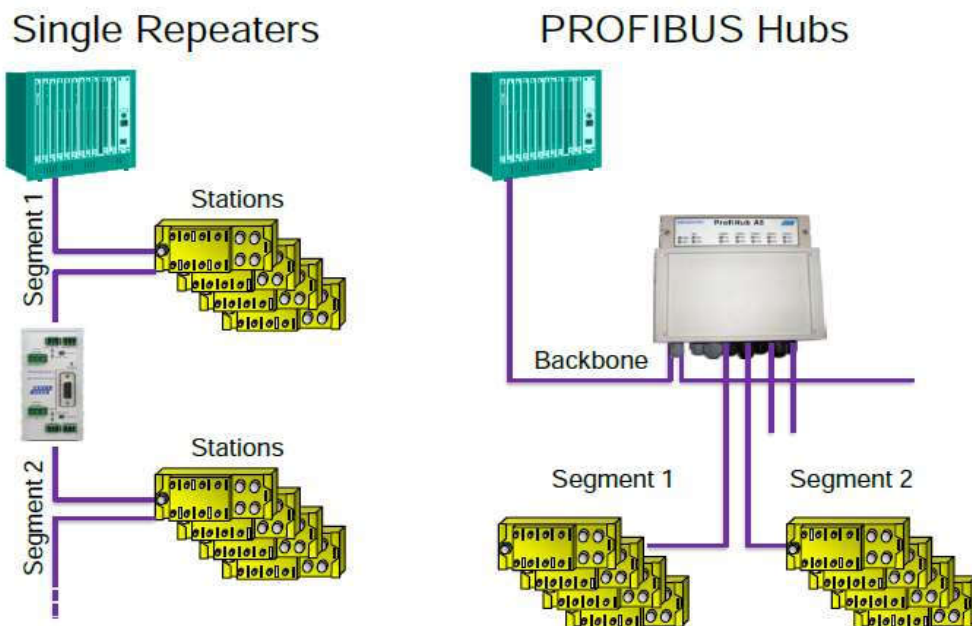 Single Repeaters
PROFIBUS Hubs
Segment 1
Stations
ProfiHub A5
Backbone
Segment 2
Stations
Segment 1
Segment 2